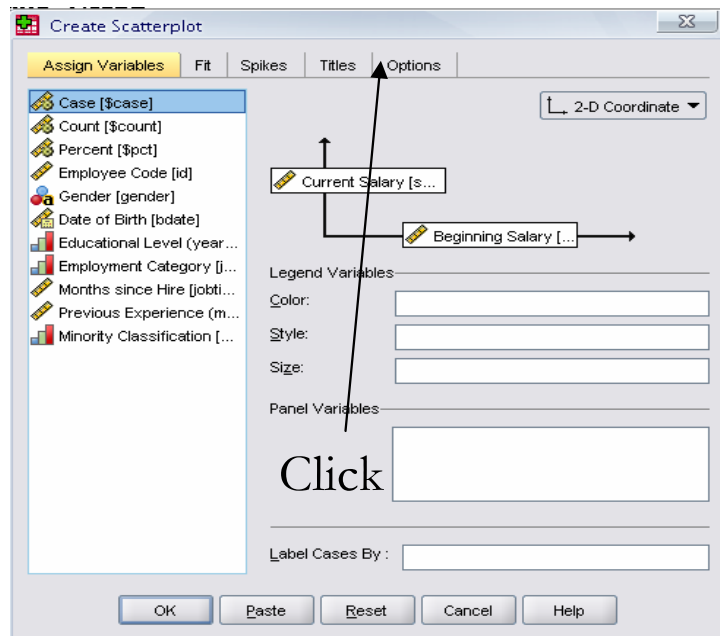 Create Scatterplot
Assign Variables Fit Spikes Titles Options
Case [$case]
Count [$count]
Percent [$pct]
Employee Code [id]
Gender [gender]
Date of Birth [bdate]
Educational Level (year...
Employment Category [j...
Months since Hire [jobti...
Previous Experience (m...
Minority Classification [...
2-D Coordinate
Current Salary [s...
Beginning Salary [...
Legend Variables
Color:
Style:
Size:
Panel Variables
Click
Label Cases By :
OK Paste Reset Cancel Help